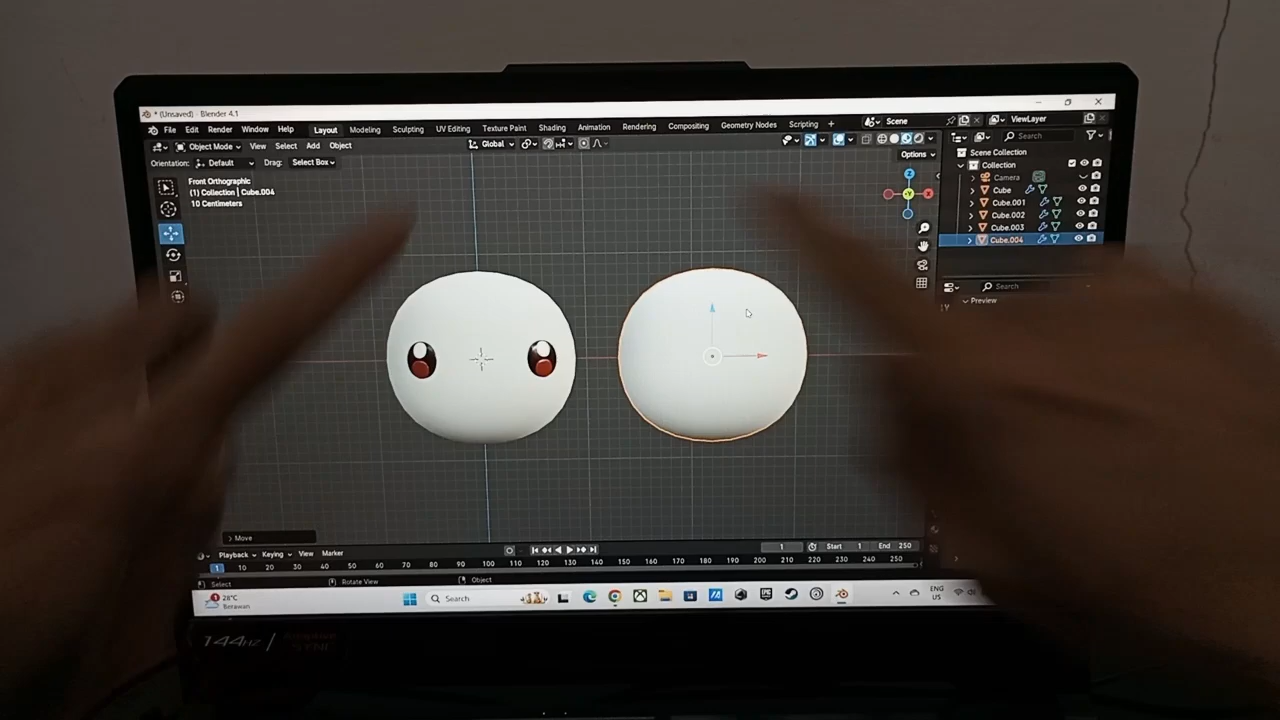 * (Unsaved) - Blender 4.1
File Edit Render Window Help Layout Modeling Sculpting UV Editing Texture Paint Shading Animation Rendering Compositing Geometry Nodes Scripting + Scene ViewLayer
Object Mode View Select Add Object Global Search
Orientation: Default Drag: Select Box Options
Scene Collection
Collection
Camera
Cube
Cube.001
Cube.002
Cube.003
Cube.004
Front Orthographic
(1) Collection | Cube.004
10 Centimeters
Z
X
Search
Preview
Move
Playback Keying View Marker 1 Start 1 End 250
1 10 20 30 40 50 60 70 80 90 100 110 120 130 140 150 160 170 180 190 200 210 220 230 240 250
Select Rotate View Object
28°C
Berawan
Search
ENG
US
144Hz